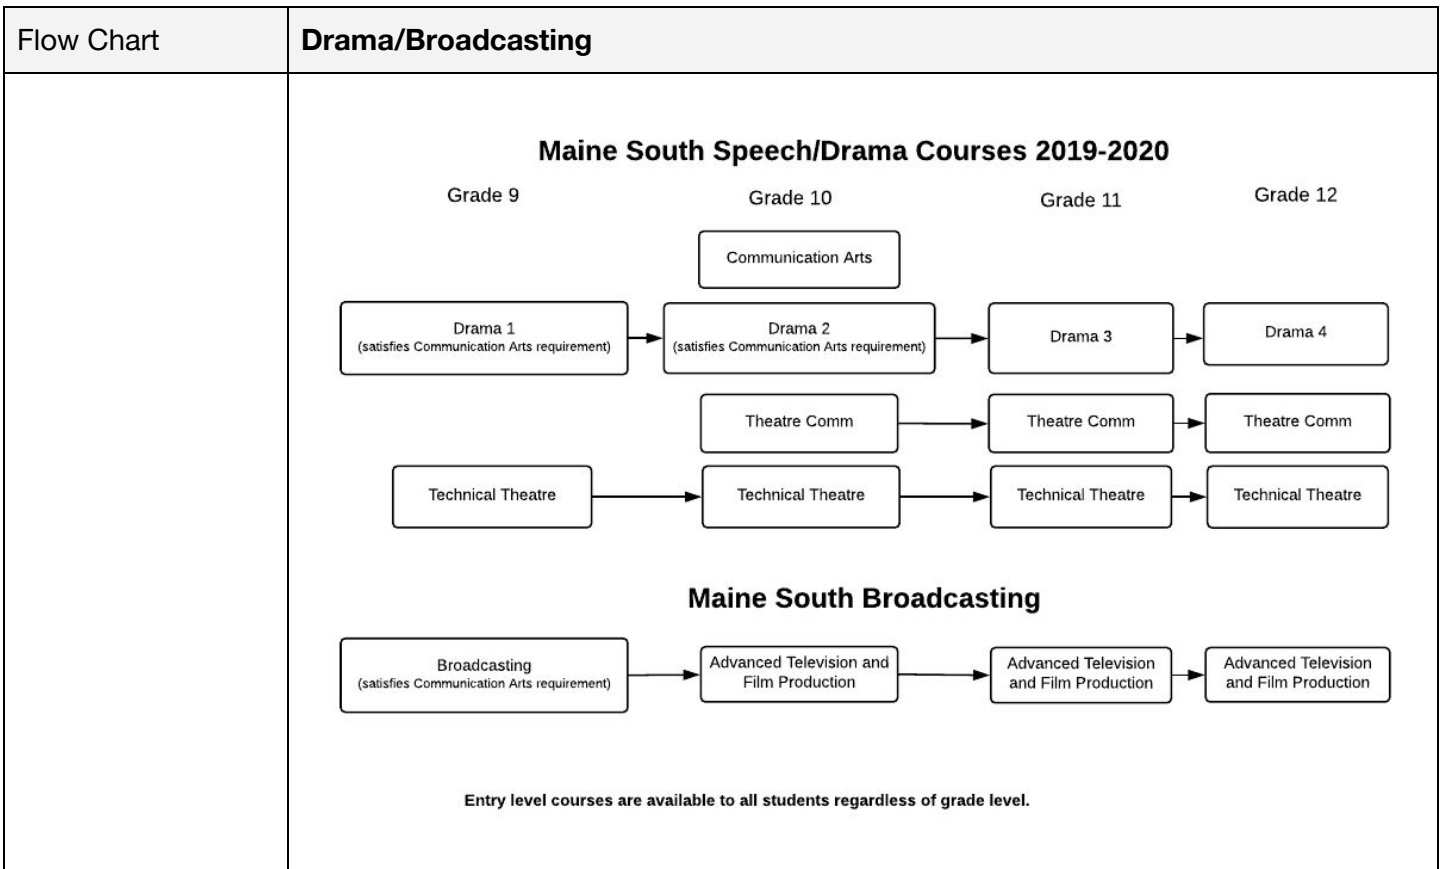 Flow Chart
Drama/Broadcasting
Maine South Speech/Drama Courses 2019-2020
Grade 9
Grade 10
Grade 11
Grade 12
Communication Arts
Drama 1
(satisfies Communication Arts requirement)
Drama 2
(satisfies Communication Arts requirement)
Drama 3
Drama 4
Theatre Comm
Theatre Comm
Theatre Comm
Technical Theatre
Technical Theatre
Technical Theatre
Technical Theatre
Maine South Broadcasting
Broadcasting
(satisfies Communication Arts requirement)
Advanced Television and
Film Production
Advanced Television
and Film Production
Advanced Television
and Film Production
Entry level courses are available to all students regardless of grade level.